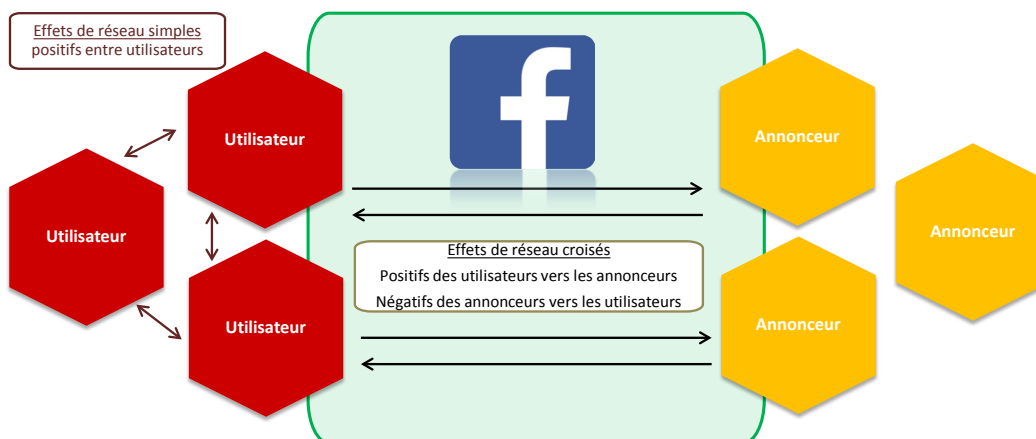 Effets de réseau simples
positifs entre utilisateurs
f
Utilisateur
Annonceur
Utilisateur
Annonceur
Effets de réseau croisés
Positifs des utilisateurs vers les annonceurs
Négatifs des annonceurs vers les utilisateurs
Utilisateur
Annonceur